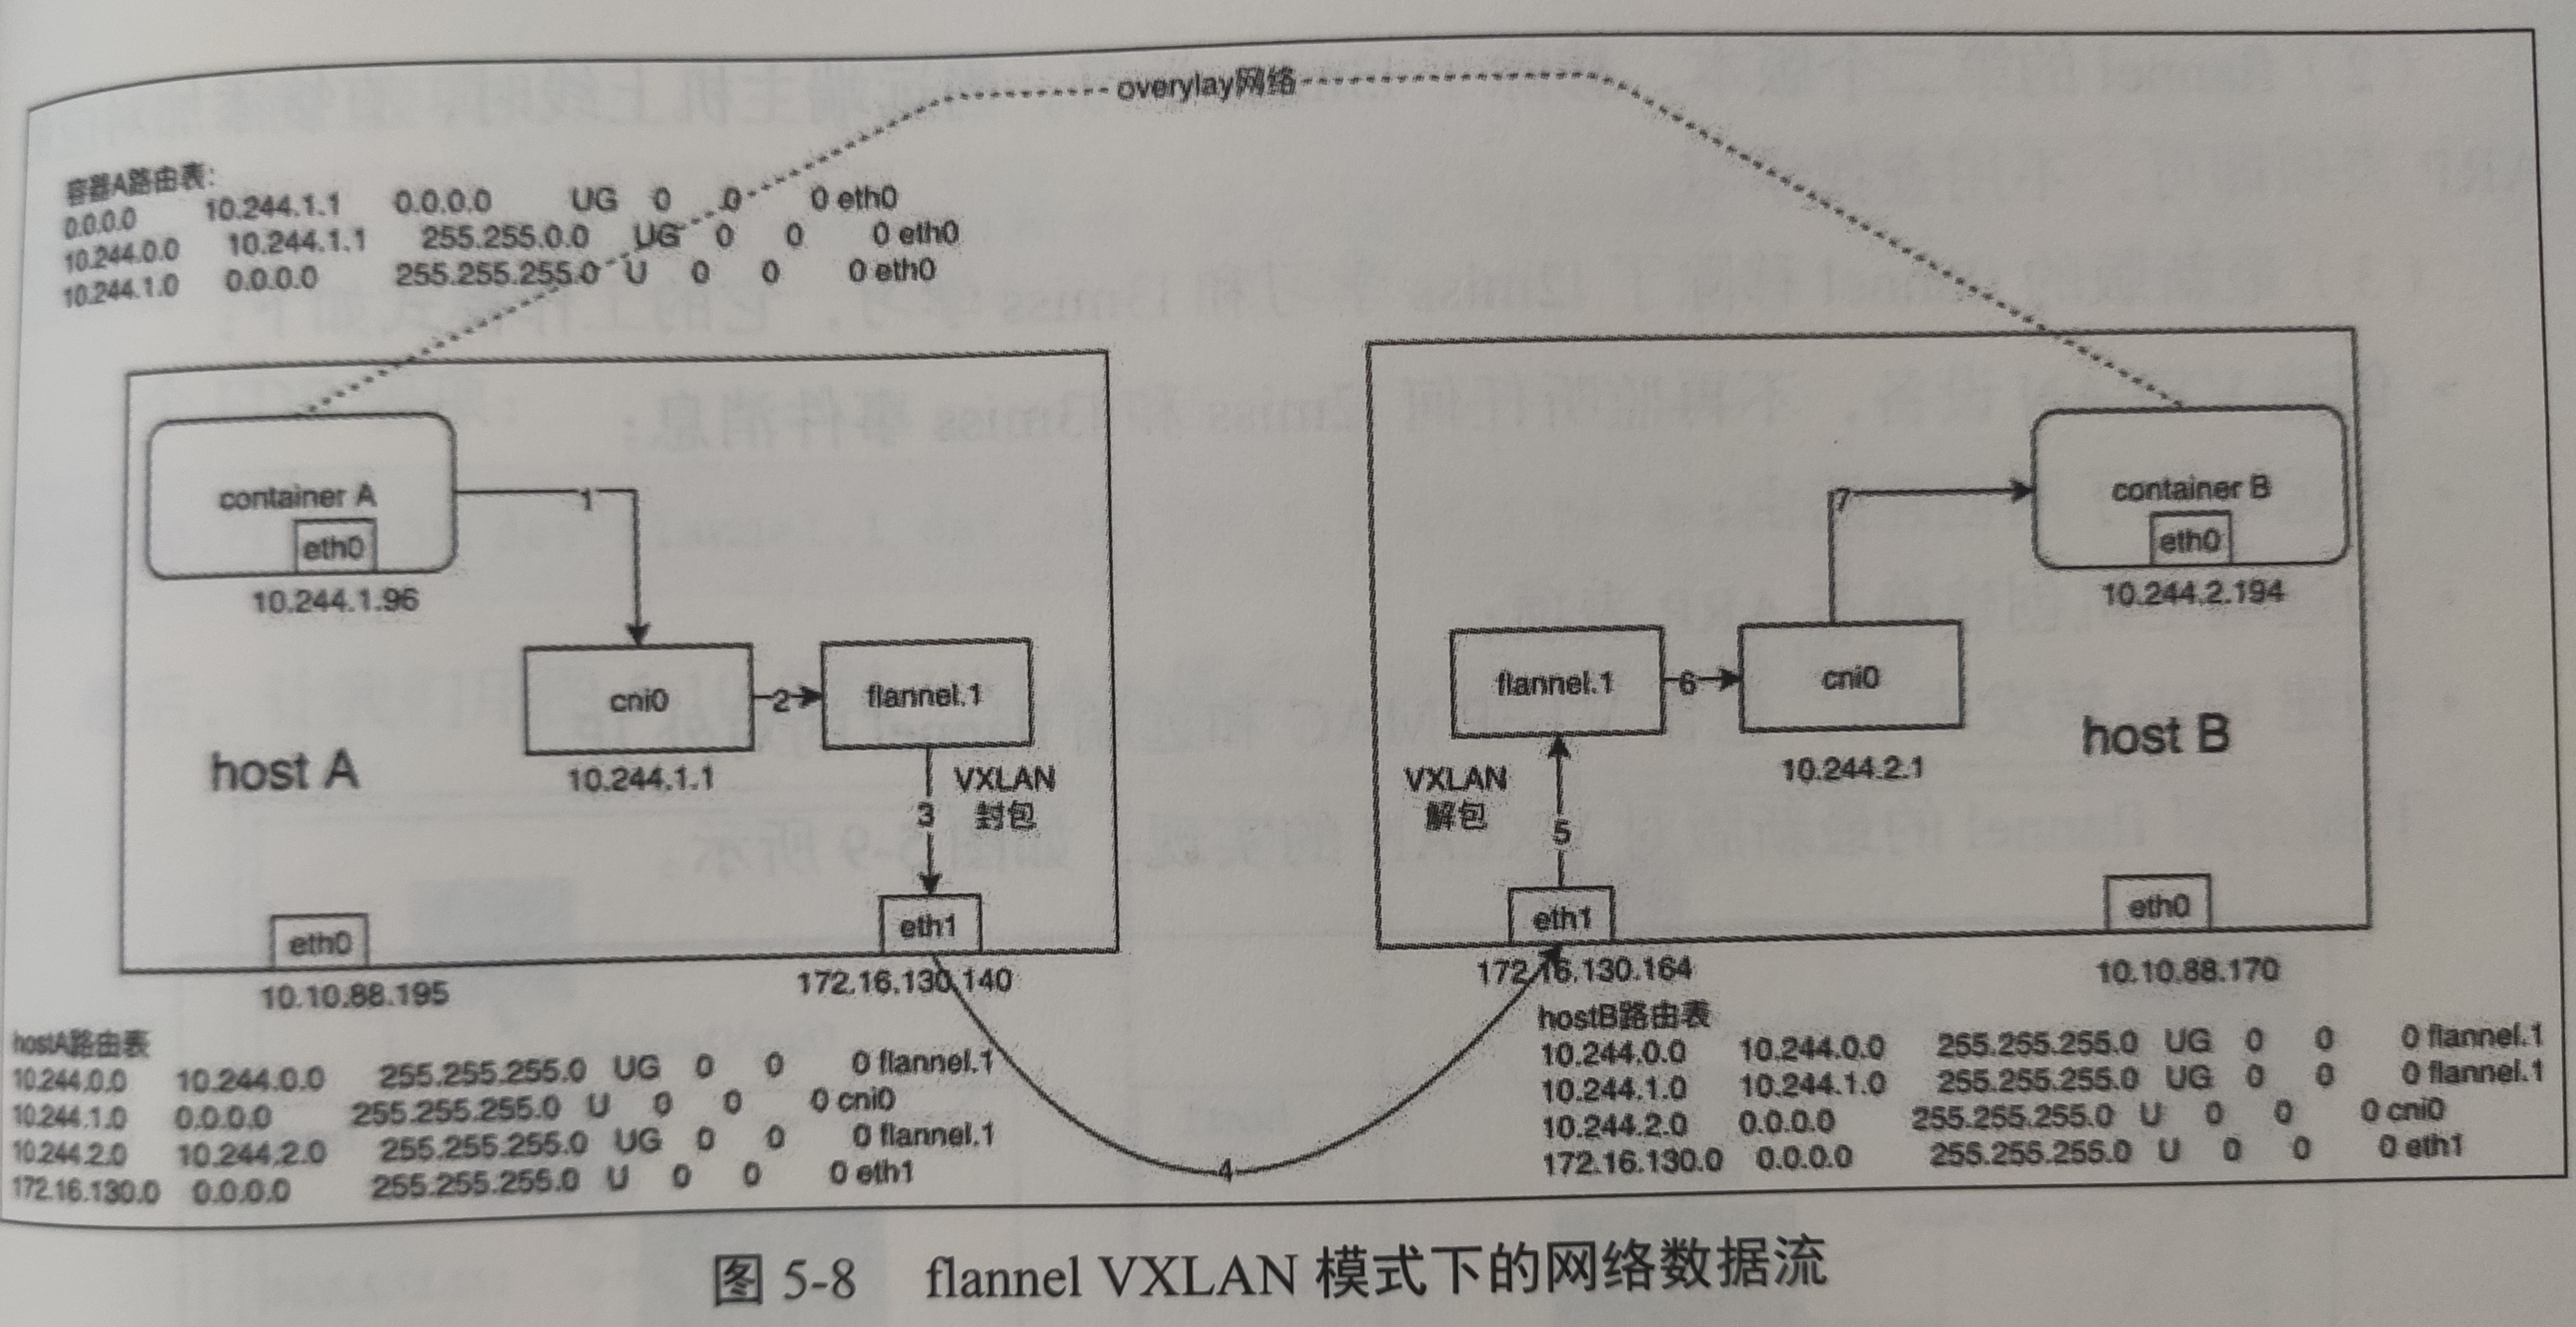 overylay网络
容器A路由表:
0.0.0.0 10.244.1.1 0.0.0.0 UG 0 0 0 eth0
10.244.0.0 10.244.1.1 255.255.0.0 UG 0 0 0 eth0
10.244.1.0 0.0.0.0 255.255.255.0 U 0 0 0 eth0
container A
eth0
10.244.1.96
1
cni0
10.244.1.1
2
flannel.1
host A
3
VXLAN
封包
eth0
10.10.88.195
eth1
172.16.130.140
hostA路由表
10.244.0.0 10.244.0.0 255.255.255.0 UG 0 0 0 flannel.1
10.244.1.0 0.0.0.0 255.255.255.0 U 0 0 0 cni0
10.244.2.0 10.244.2.0 255.255.255.0 UG 0 0 0 flannel.1
172.16.130.0 0.0.0.0 255.255.255.0 U 0 0 0 eth1
4
container B
eth0
10.244.2.194
7
flannel.1
6
cni0
10.244.2.1
host B
VXLAN
解包
5
eth1
172.16.130.164
eth0
10.10.88.170
hostB路由表
10.244.0.0 10.244.0.0 255.255.255.0 UG 0 0 0 flannel.1
10.244.1.0 10.244.1.0 255.255.255.0 UG 0 0 0 flannel.1
10.244.2.0 0.0.0.0 255.255.255.0 U 0 0 0 cni0
172.16.130.0 0.0.0.0 255.255.255.0 U 0 0 0 eth1
图 5-8 flannel VXLAN 模式下的网络数据流